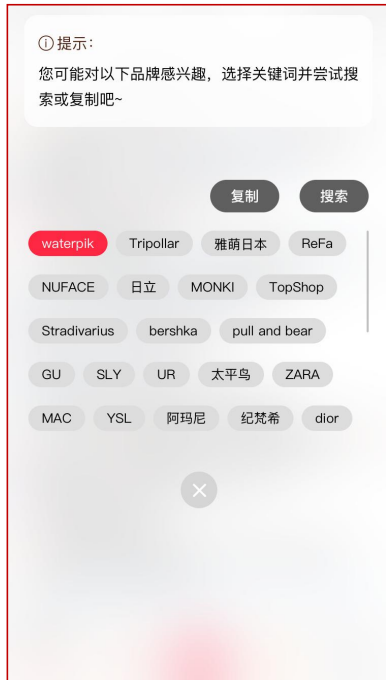 提示：
您可能对以下品牌感兴趣，选择关键词并尝试搜
索或复制吧~
复制 搜索
waterpik Tripollar 雅萌日本 ReFa
NUFACE 日立 MONKI TopShop
Stradivarius bershka pull and bear
GU SLY UR 太平鸟 ZARA
MAC YSL 阿玛尼 纪梵希 dior